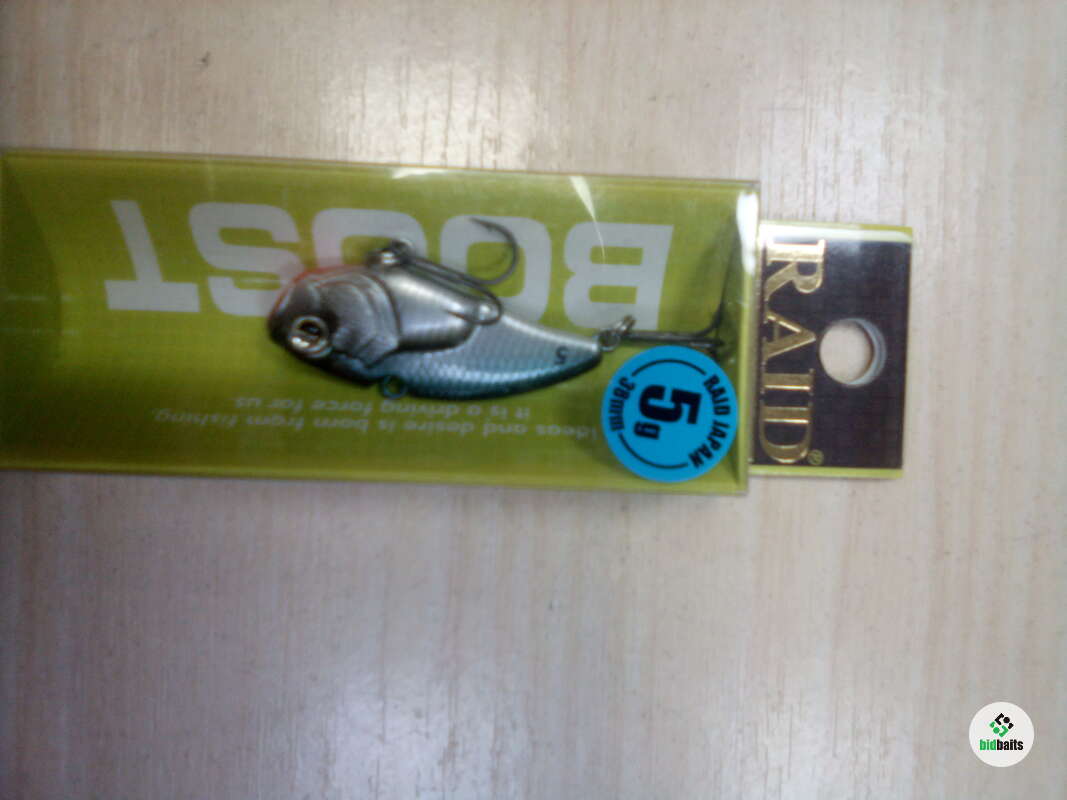 RAID®
BOOST
ideas and desire is born from fishing.
it is a driving force for us
RAID JAPAN
5g
38mm
5
bidbaits